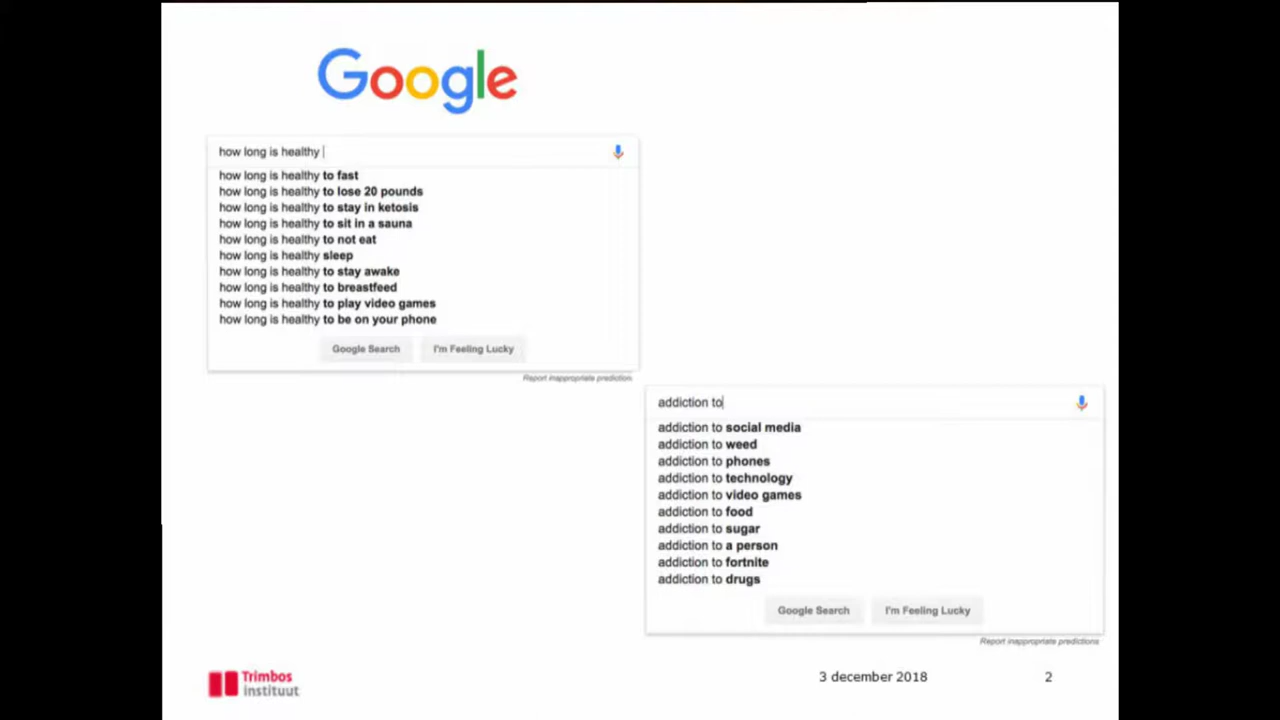 Google
how long is healthy
how long is healthy to fast
how long is healthy to lose 20 pounds
how long is healthy to stay in ketosis
how long is healthy to sit in a sauna
how long is healthy to not eat
how long is healthy sleep
how long is healthy to stay awake
how long is healthy to breastfeed
how long is healthy to play video games
how long is healthy to be on your phone
Google Search I'm Feeling Lucky
Report inappropriate prediction
addiction to
addiction to social media
addiction to weed
addiction to phones
addiction to technology
addiction to video games
addiction to food
addiction to sugar
addiction to a person
addiction to fortnite
addiction to drugs
Google Search I'm Feeling Lucky
Report inappropriate predictions
Trimbos
instituut
3 december 2018 2